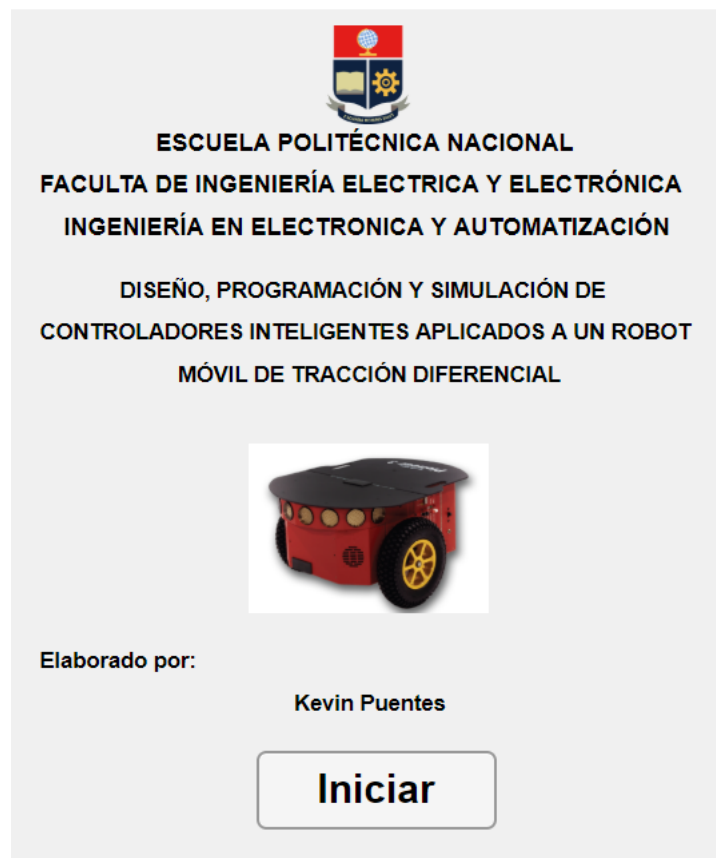 ESCUELA POLITÉCNICA NACIONAL
FACULTA DE INGENIERÍA ELECTRICA Y ELECTRÓNICA
INGENIERÍA EN ELECTRONICA Y AUTOMATIZACIÓN
DISEÑO, PROGRAMACIÓN Y SIMULACIÓN DE
CONTROLADORES INTELIGENTES APLICADOS A UN ROBOT
MÓVIL DE TRACCIÓN DIFERENCIAL
Elaborado por:
Kevin Puentes
Iniciar